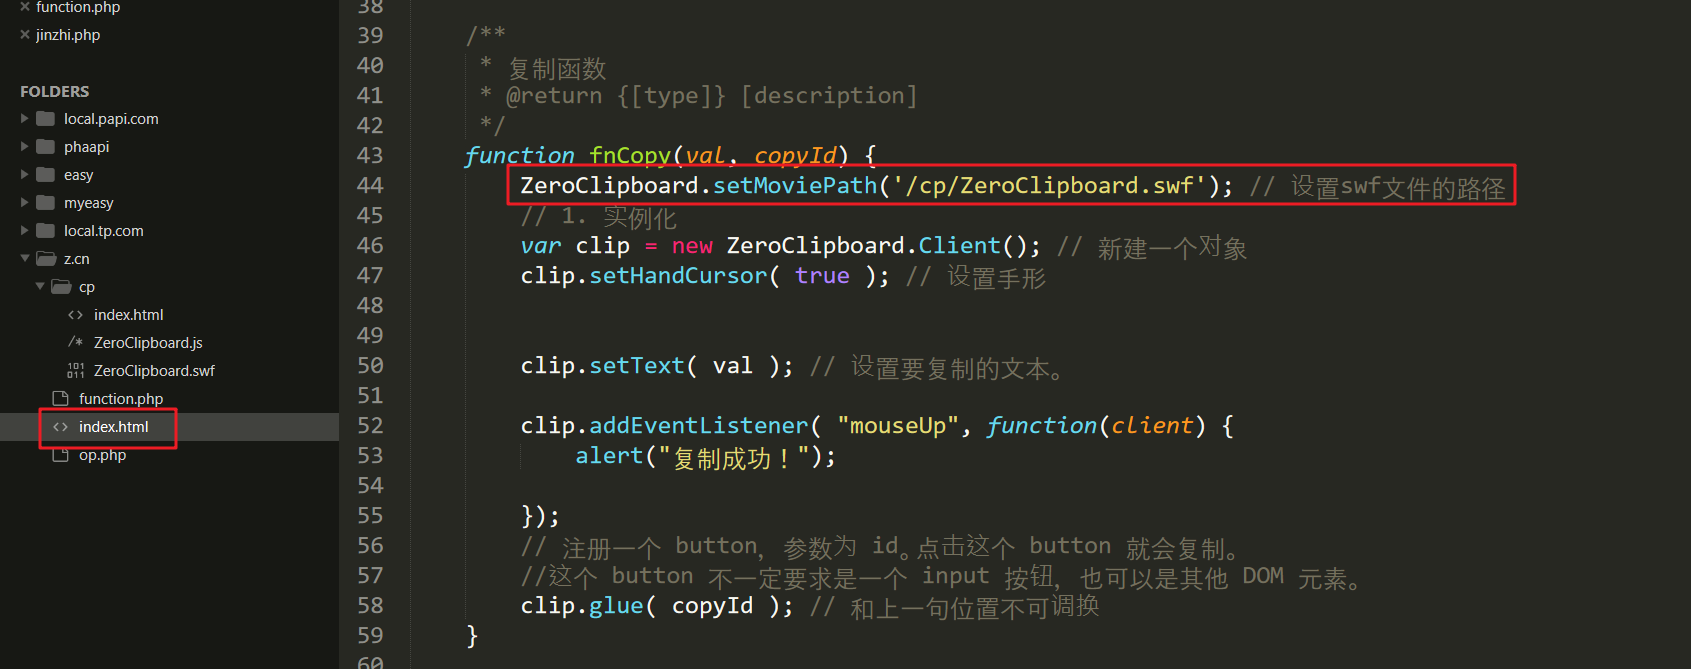 function.php
jinzhi.php
FOLDERS
local.papi.com
phaapi
easy
myeasy
local.tp.com
z.cn
cp
<> index.html
/* ZeroClipboard.js
101 011 ZeroClipboard.swf
function.php
<> index.html
op.php
38
39 /**
40 * 复制函数
41 * @return {[type]} [description]
42 */
43 function fnCopy(val, copyId) {
44 ZeroClipboard.setMoviePath('/cp/ZeroClipboard.swf'); // 设置swf文件的路径
45 // 1. 实例化
46 var clip = new ZeroClipboard.Client(); // 新建一个对象
47 clip.setHandCursor( true ); // 设置手形
48
49
50 clip.setText( val ); // 设置要复制的文本。
51
52 clip.addEventListener( "mouseUp", function(client) {
53 alert("复制成功！");
54
55 });
56 // 注册一个 button, 参数为 id。点击这个 button 就会复制。
57 //这个 button 不一定要求是一个 input 按钮, 也可以是其他 DOM 元素。
58 clip.glue( copyId ); // 和上一句位置不可调换
59 }
60